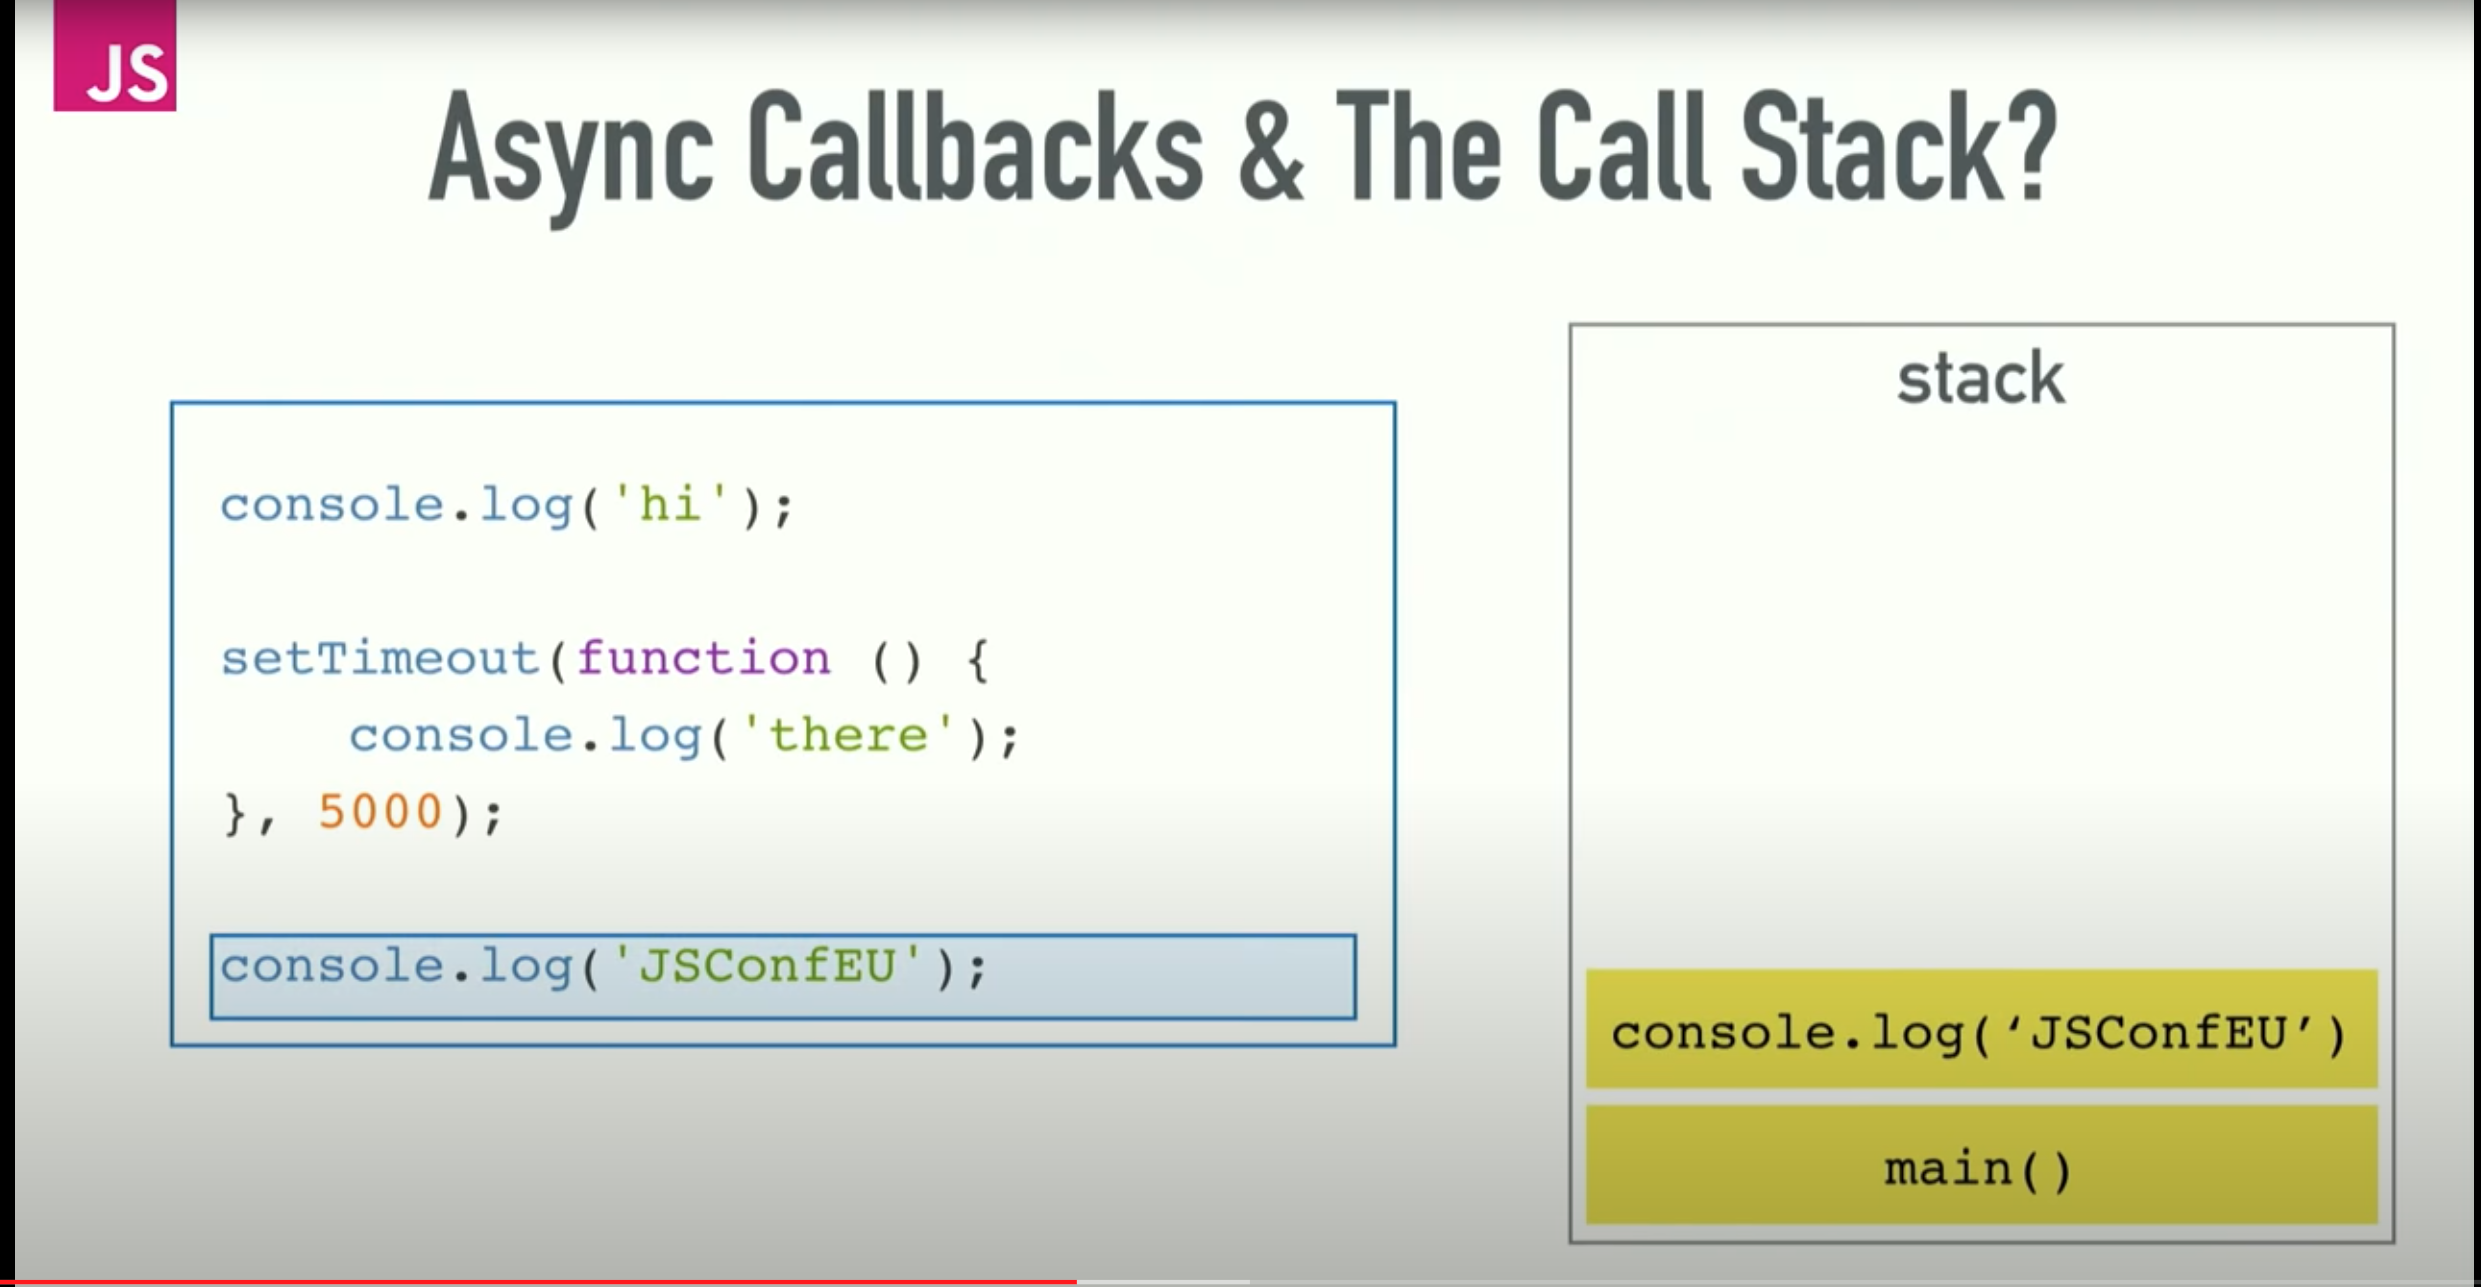 JS
Async Callbacks & The Call Stack?
console.log('hi');
setTimeout(function () {
    console.log('there');
}, 5000);
console.log('JSConfEU');
stack
console.log(‘JSConfEU’)
main()